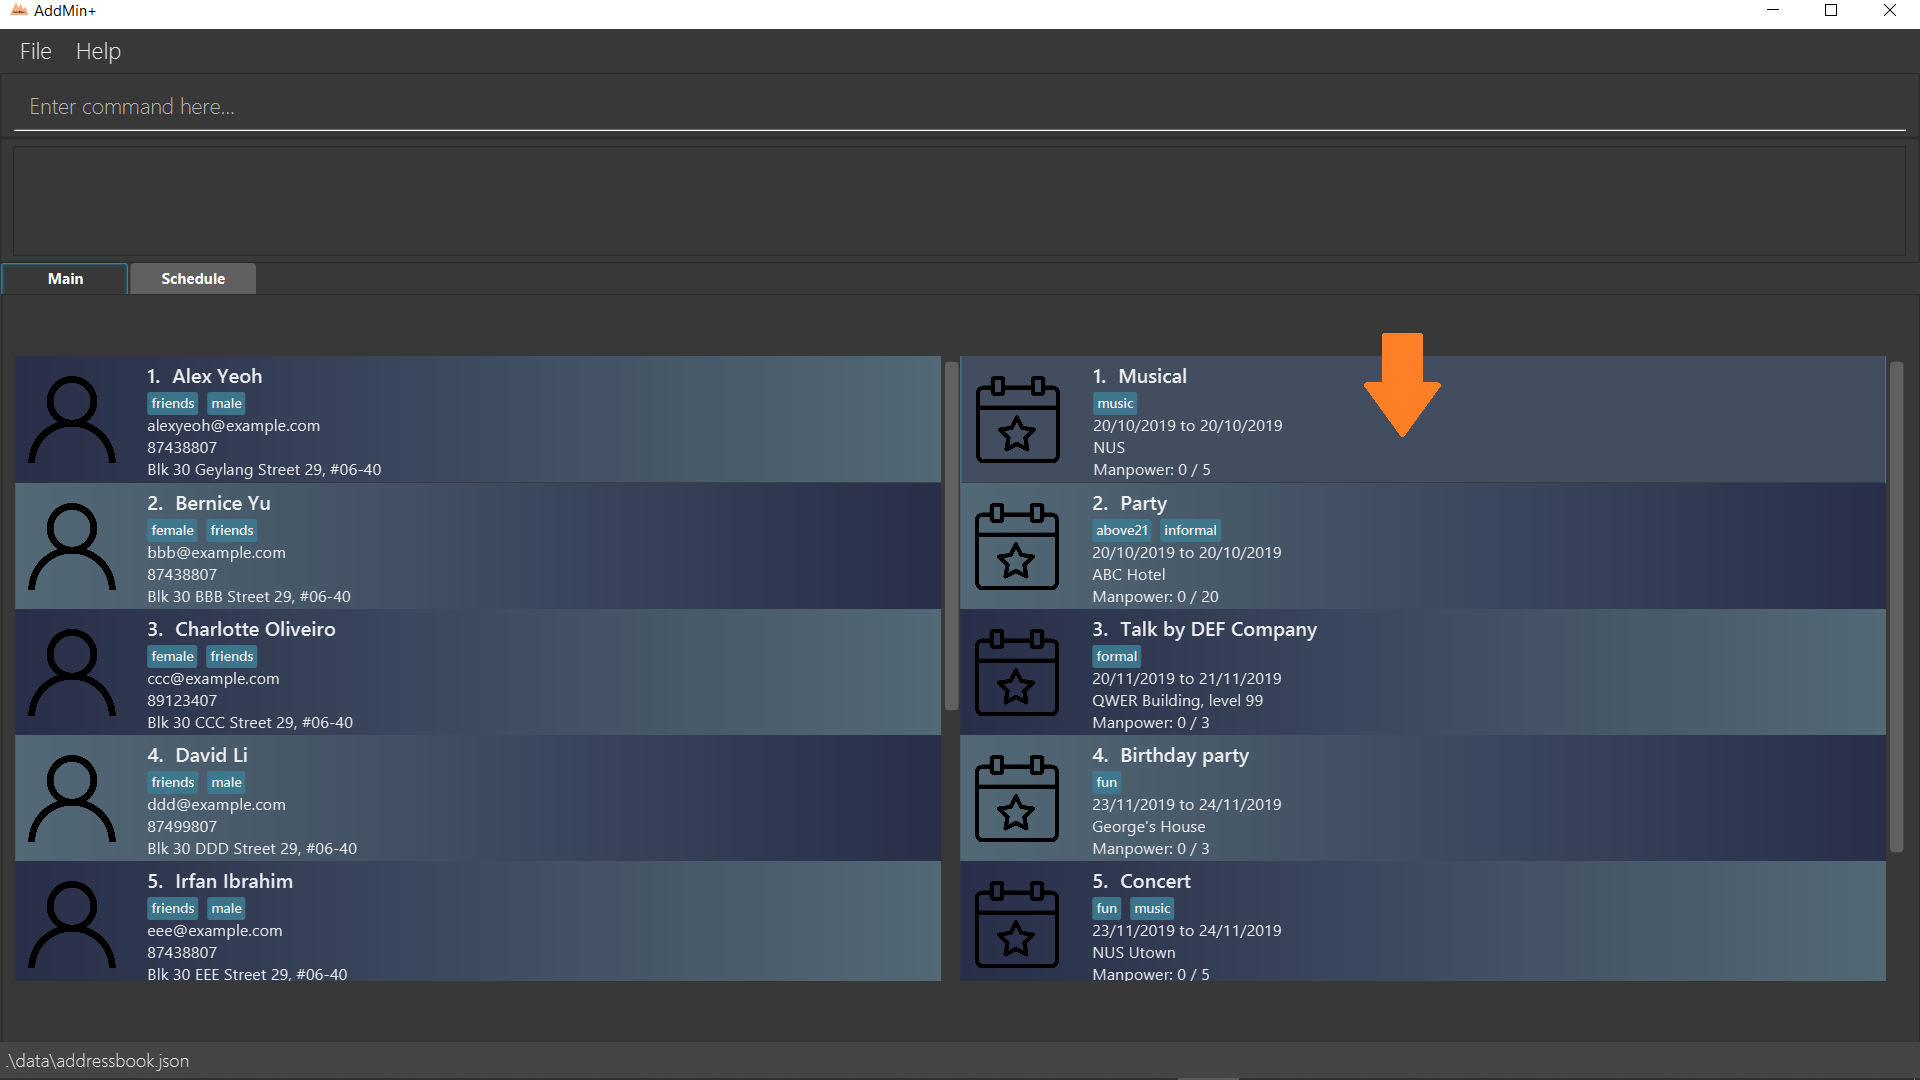 AddMin+
File Help
Enter command here...
Main Schedule
1. Alex Yeoh
friends male
alexyeoh@example.com
87438807
Blk 30 Geylang Street 29, #06-40
2. Bernice Yu
female friends
bbb@example.com
87438807
Blk 30 BBB Street 29, #06-40
3. Charlotte Oliveiro
female friends
ccc@example.com
89123407
Blk 30 CCC Street 29, #06-40
4. David Li
friends male
ddd@example.com
87499807
Blk 30 DDD Street 29, #06-40
5. Irfan Ibrahim
friends male
eee@example.com
87438807
Blk 30 EEE Street 29, #06-40
1. Musical
music
20/10/2019 to 20/10/2019
NUS
Manpower: 0 / 5
2. Party
above21 informal
20/10/2019 to 20/10/2019
ABC Hotel
Manpower: 0 / 20
3. Talk by DEF Company
formal
20/11/2019 to 21/11/2019
QWER Building, level 99
Manpower: 0 / 3
4. Birthday party
fun
23/11/2019 to 24/11/2019
George's House
Manpower: 0 / 3
5. Concert
fun music
23/11/2019 to 24/11/2019
NUS Utown
Manpower: 0 / 5
.\data\addressbook.json